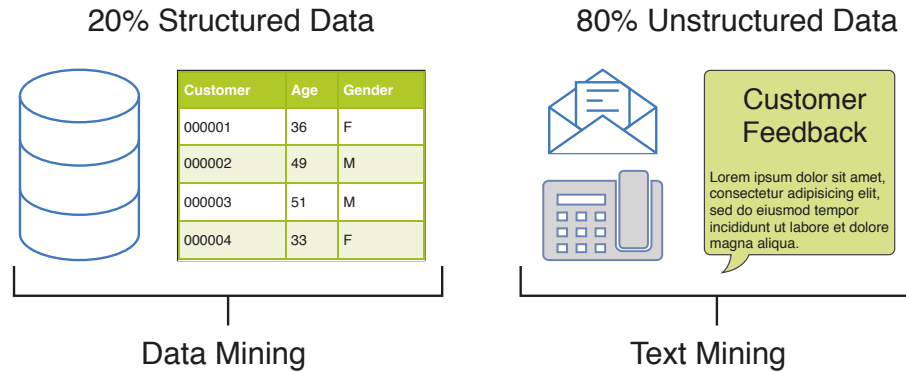 20% Structured Data
80% Unstructured Data
Customer Age Gender
000001 36 F
000002 49 M
000003 51 M
000004 33 F
Customer
Feedback
Lorem ipsum dolor sit amet,
consectetur adipisicing elit,
sed do eiusmod tempor
incididunt ut labore et dolore
magna aliqua.
Data Mining
Text Mining